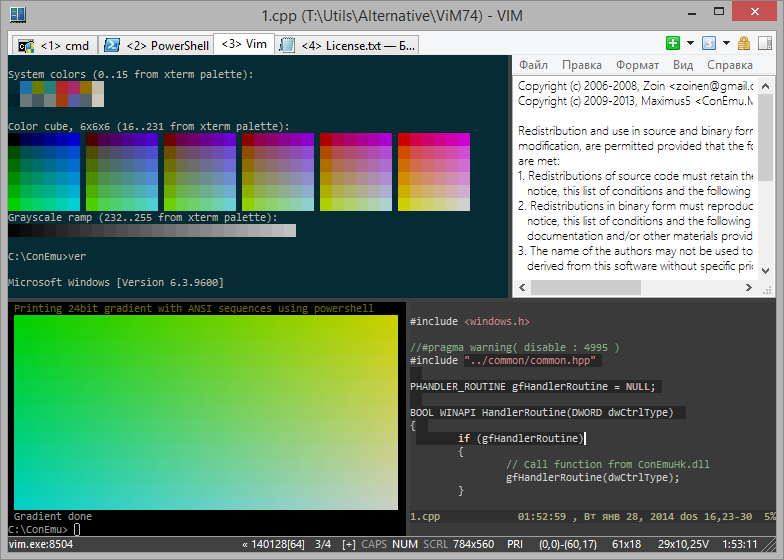 1.cpp (T:\Utils\Alternative\ViM74) - VIM
<1> cmd
<2> PowerShell
<3> Vim
<4> License.txt — Б...
System colors (0..15 from xterm palette):
Color cube, 6x6x6 (16..231 from xterm palette):
Grayscale ramp (232..255 from xterm palette):
C:\ConEmu>ver
Microsoft Windows [Version 6.3.9600]
Файл Правка Формат Вид Справка
Copyright (c) 2006-2008, Zoin <zoinen@gmail.c
Copyright (c) 2009-2013, Maximus5 <ConEmu.M
Redistribution and use in source and binary form
modification, are permitted provided that the fo
are met:
1. Redistributions of source code must retain the
notice, this list of conditions and the following
2. Redistributions in binary form must reproduc
notice, this list of conditions and the following
documentation and/or other materials provid
3. The name of the authors may not be used to
derived from this software without specific pric
Printing 24bit gradient with ANSI sequences using powershell
Gradient done
C:\ConEmu>
#include <windows.h>
//#pragma warning( disable : 4995 )
#include "../common/common.hpp"
PHANDLER_ROUTINE gfHandlerRoutine = NULL;
BOOL WINAPI HandlerRoutine(DWORD dwCtrlType)
{
if (gfHandlerRoutine)
{
// Call function from ConEmuHk.dll
gfHandlerRoutine(dwCtrlType);
}
1.cpp 01:52:59 , Вт янв 28, 2014 dos 16,23-30 5%
vim.exe:8504 « 140128[64] 3/4 [+] CAPS NUM SCRL 784x560 PRI (0,0)-(60,17) 61x18 29x10,25V 1:53:11